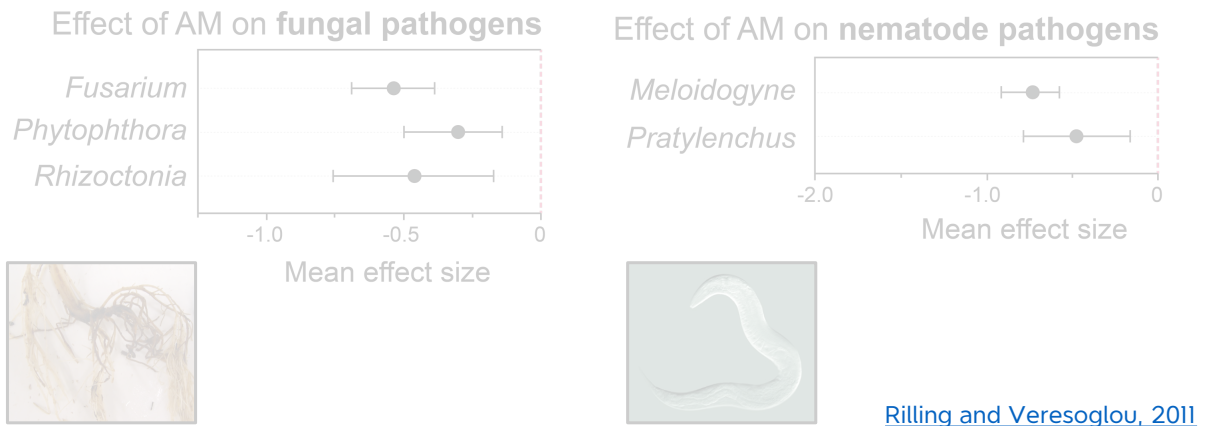 Effect of AM on fungal pathogens
Fusarium
Phytophthora
Rhizoctonia
-1.0
-0.5
0
Mean effect size
Effect of AM on nematode pathogens
Meloidogyne
Pratylenchus
-2.0
-1.0
0
Mean effect size
Rilling and Veresoglou, 2011